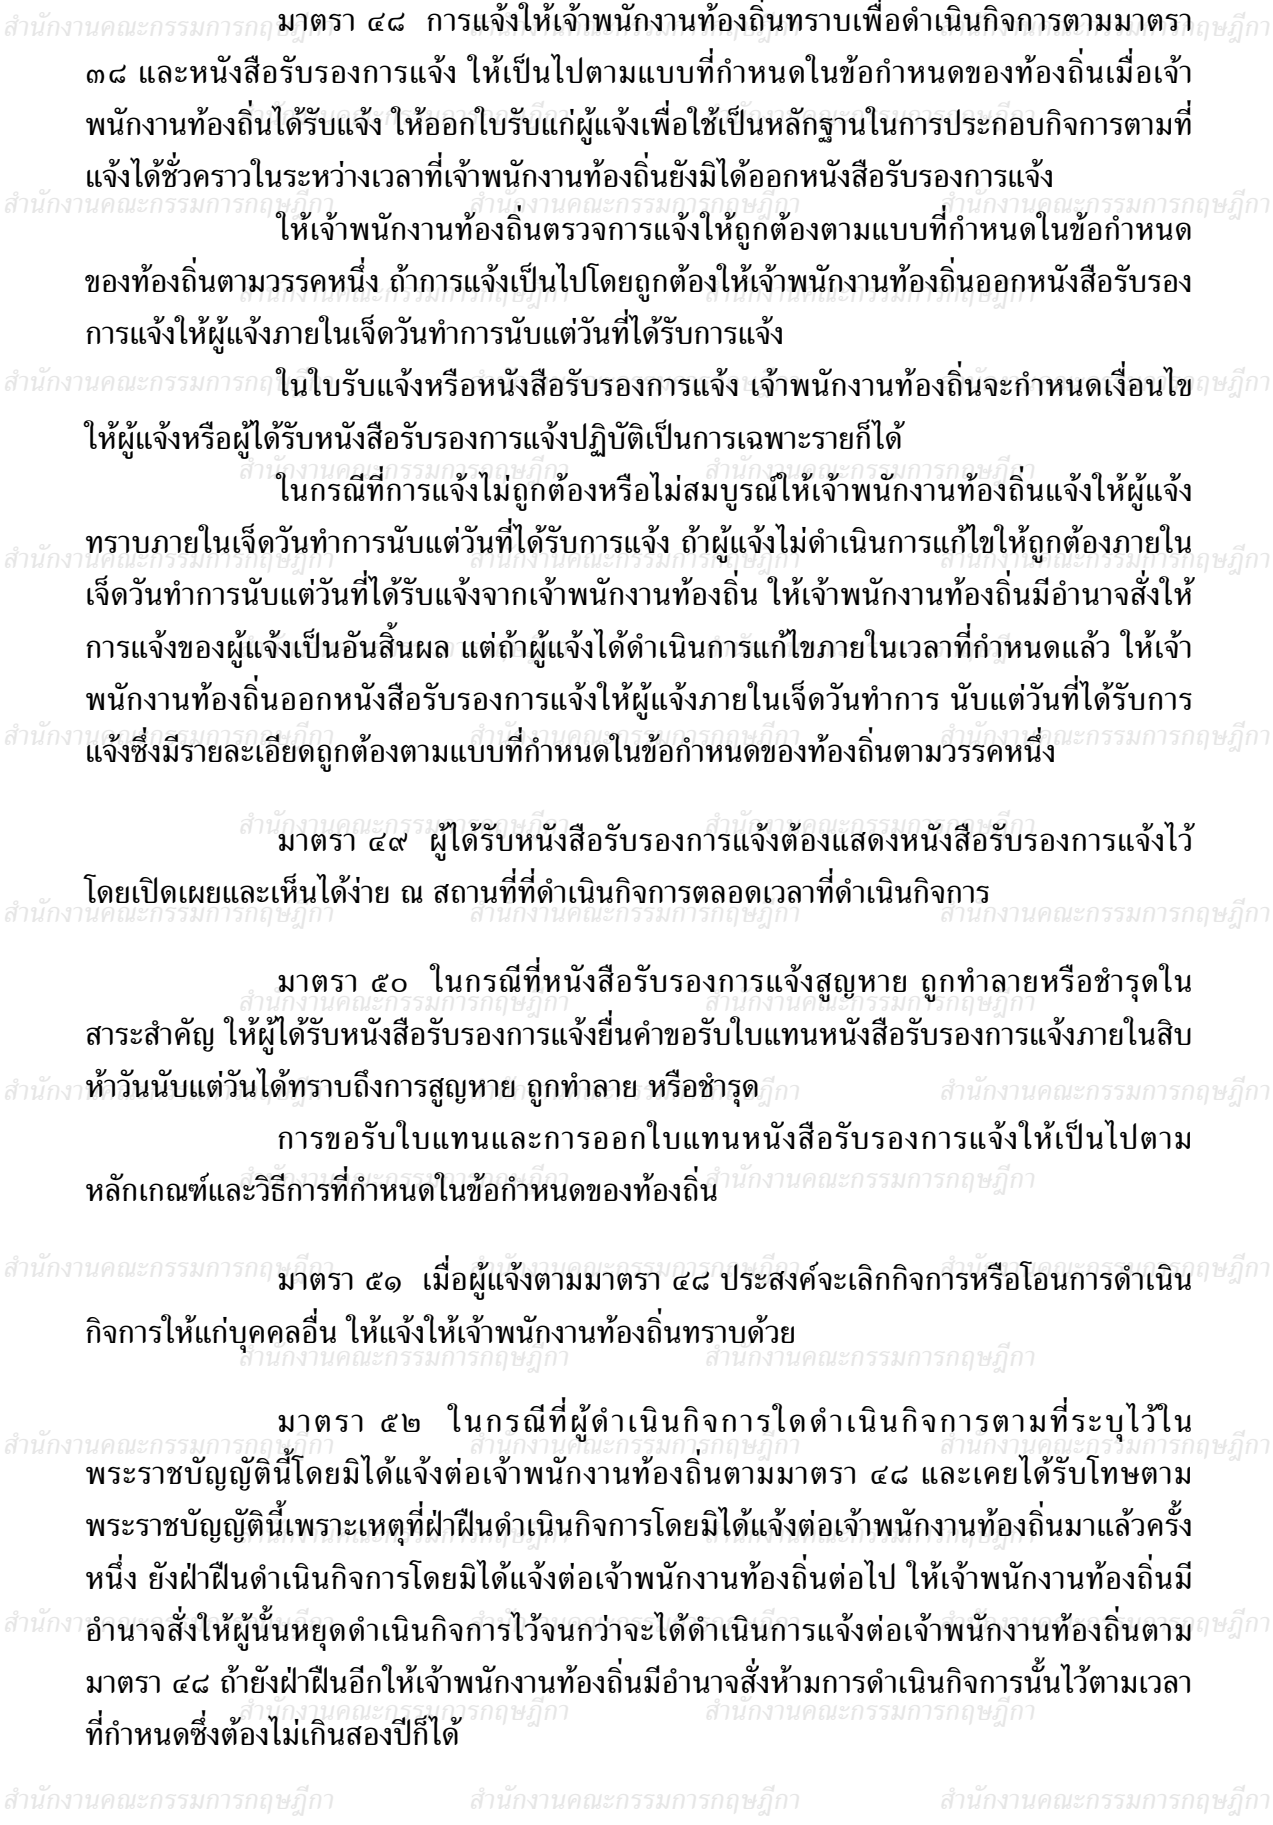 มาตรา ๔๘  การแจ้งให้เจ้าพนักงานท้องถิ่นทราบเพื่อดำเนินกิจการตามมาตรา
๓๘ และหนังสือรับรองการแจ้ง ให้เป็นไปตามแบบที่กำหนดในข้อกำหนดของท้องถิ่นเมื่อเจ้า
พนักงานท้องถิ่นได้รับแจ้ง ให้ออกใบรับแก่ผู้แจ้งเพื่อใช้เป็นหลักฐานในการประกอบกิจการตามที่
แจ้งได้ชั่วคราวในระหว่างเวลาที่เจ้าพนักงานท้องถิ่นยังมิได้ออกหนังสือรับรองการแจ้ง
ให้เจ้าพนักงานท้องถิ่นตรวจการแจ้งให้ถูกต้องตามแบบที่กำหนดในข้อกำหนด
ของท้องถิ่นตามวรรคหนึ่ง ถ้าการแจ้งเป็นไปโดยถูกต้องให้เจ้าพนักงานท้องถิ่นออกหนังสือรับรอง
การแจ้งให้ผู้แจ้งภายในเจ็ดวันทำการนับแต่วันที่ได้รับการแจ้ง
ในใบรับแจ้งหรือหนังสือรับรองการแจ้ง เจ้าพนักงานท้องถิ่นจะกำหนดเงื่อนไข
ให้ผู้แจ้งหรือผู้ได้รับหนังสือรับรองการแจ้งปฏิบัติเป็นการเฉพาะรายก็ได้
ในกรณีที่การแจ้งไม่ถูกต้องหรือไม่สมบูรณ์ให้เจ้าพนักงานท้องถิ่นแจ้งให้ผู้แจ้ง
ทราบภายในเจ็ดวันทำการนับแต่วันที่ได้รับการแจ้ง ถ้าผู้แจ้งไม่ดำเนินการแก้ไขให้ถูกต้องภายใน
เจ็ดวันทำการนับแต่วันที่ได้รับแจ้งจากเจ้าพนักงานท้องถิ่น ให้เจ้าพนักงานท้องถิ่นมีอำนาจสั่งให้
การแจ้งของผู้แจ้งเป็นอันสิ้นผล แต่ถ้าผู้แจ้งได้ดำเนินการแก้ไขภายในเวลาที่กำหนดแล้ว ให้เจ้า
พนักงานท้องถิ่นออกหนังสือรับรองการแจ้งให้ผู้แจ้งภายในเจ็ดวันทำการ นับแต่วันที่ได้รับการ
แจ้งซึ่งมีรายละเอียดถูกต้องตามแบบที่กำหนดในข้อกำหนดของท้องถิ่นตามวรรคหนึ่ง
มาตรา ๔๙  ผู้ได้รับหนังสือรับรองการแจ้งต้องแสดงหนังสือรับรองการแจ้งไว้
โดยเปิดเผยและเห็นได้ง่าย ณ สถานที่ที่ดำเนินกิจการตลอดเวลาที่ดำเนินกิจการ
มาตรา ๕๐  ในกรณีที่หนังสือรับรองการแจ้งสูญหาย ถูกทำลายหรือชำรุดใน
สาระสำคัญ ให้ผู้ได้รับหนังสือรับรองการแจ้งยื่นคำขอรับใบแทนหนังสือรับรองการแจ้งภายในสิบ
ห้าวันนับแต่วันได้ทราบถึงการสูญหาย ถูกทำลาย หรือชำรุด
การขอรับใบแทนและการออกใบแทนหนังสือรับรองการแจ้งให้เป็นไปตาม
หลักเกณฑ์และวิธีการที่กำหนดในข้อกำหนดของท้องถิ่น
มาตรา ๕๑  เมื่อผู้แจ้งตามมาตรา ๔๘ ประสงค์จะเลิกกิจการหรือโอนการดำเนิน
กิจการให้แก่บุคคลอื่น ให้แจ้งให้เจ้าพนักงานท้องถิ่นทราบด้วย
มาตรา ๕๒  ในกรณีที่ผู้ดำเนินกิจการใดดำเนินกิจการตามที่ระบุไว้ใน
พระราชบัญญัตินี้โดยมิได้แจ้งต่อเจ้าพนักงานท้องถิ่นตามมาตรา ๔๘ และเคยได้รับโทษตาม
พระราชบัญญัตินี้เพราะเหตุที่ฝ่าฝืนดำเนินกิจการโดยมิได้แจ้งต่อเจ้าพนักงานท้องถิ่นมาแล้วครั้ง
หนึ่ง ยังฝ่าฝืนดำเนินกิจการโดยมิได้แจ้งต่อเจ้าพนักงานท้องถิ่นต่อไป ให้เจ้าพนักงานท้องถิ่นมี
อำนาจสั่งให้ผู้นั้นหยุดดำเนินกิจการไว้จนกว่าจะได้ดำเนินการแจ้งต่อเจ้าพนักงานท้องถิ่นตาม
มาตรา ๔๘ ถ้ายังฝ่าฝืนอีกให้เจ้าพนักงานท้องถิ่นมีอำนาจสั่งห้ามการดำเนินกิจการนั้นไว้ตามเวลา
ที่กำหนดซึ่งต้องไม่เกินสองปีก็ได้
สำนักงานคณะกรรมการกฤษฎีกา สำนักงานคณะกรรมการกฤษฎีกา สำนักงานคณะกรรมการกฤษฎีกา